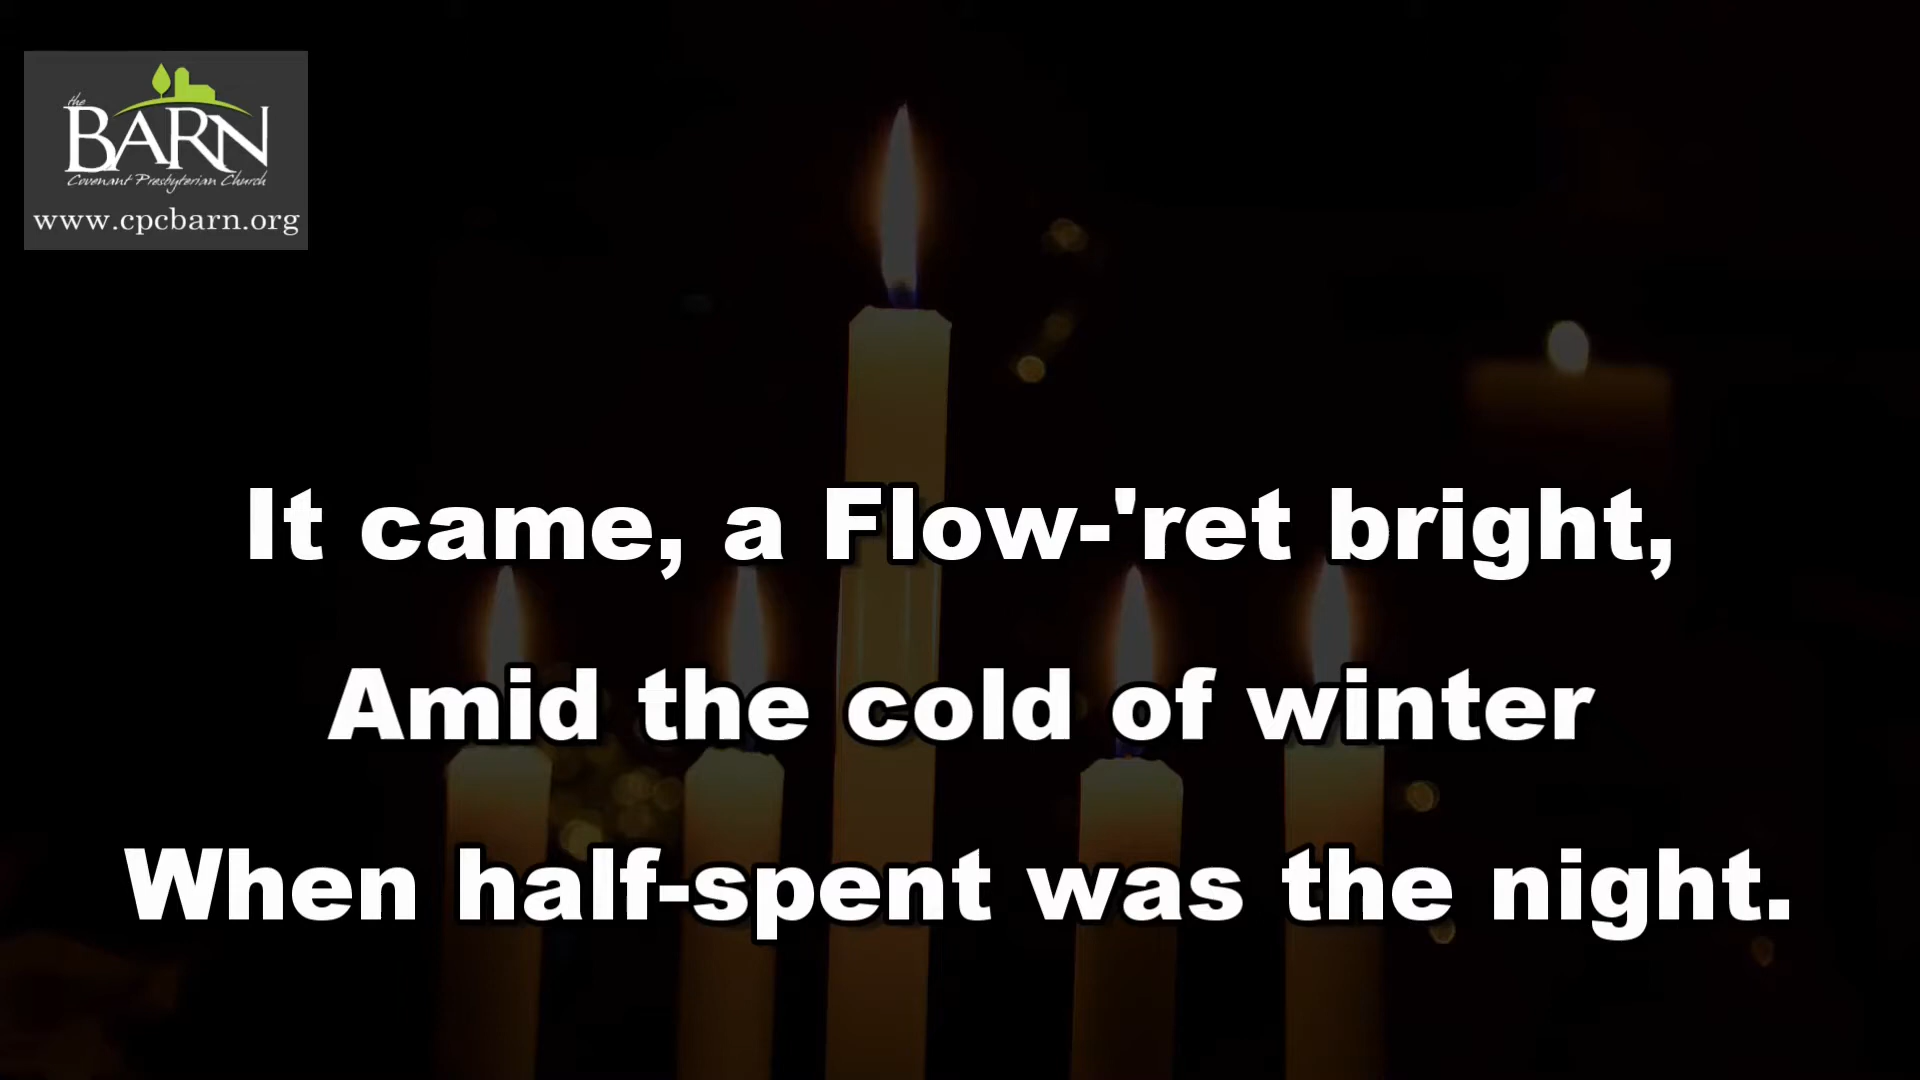 the
BARN
Covenant Presbyterian Church
www.cpcbarn.org
It came, a Flow-'ret bright,
Amid the cold of winter
When half-spent was the night.